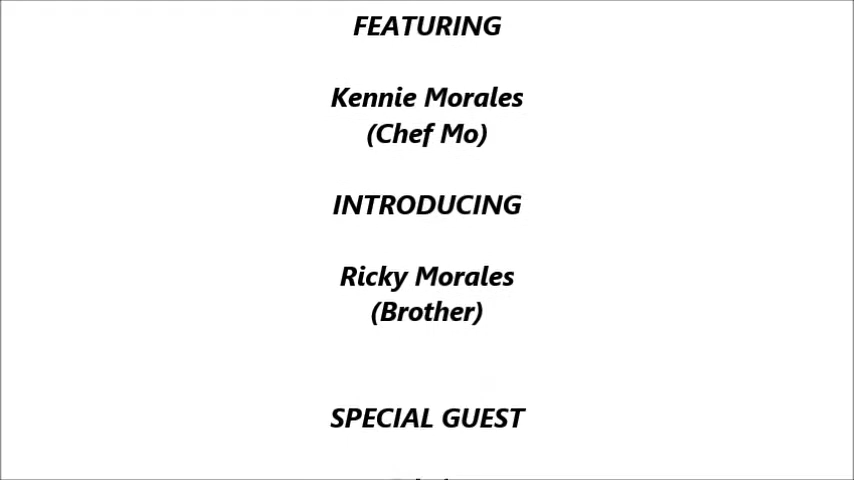 FEATURING
Kennie Morales
(Chef Mo)
INTRODUCING
Ricky Morales
(Brother)
SPECIAL GUEST